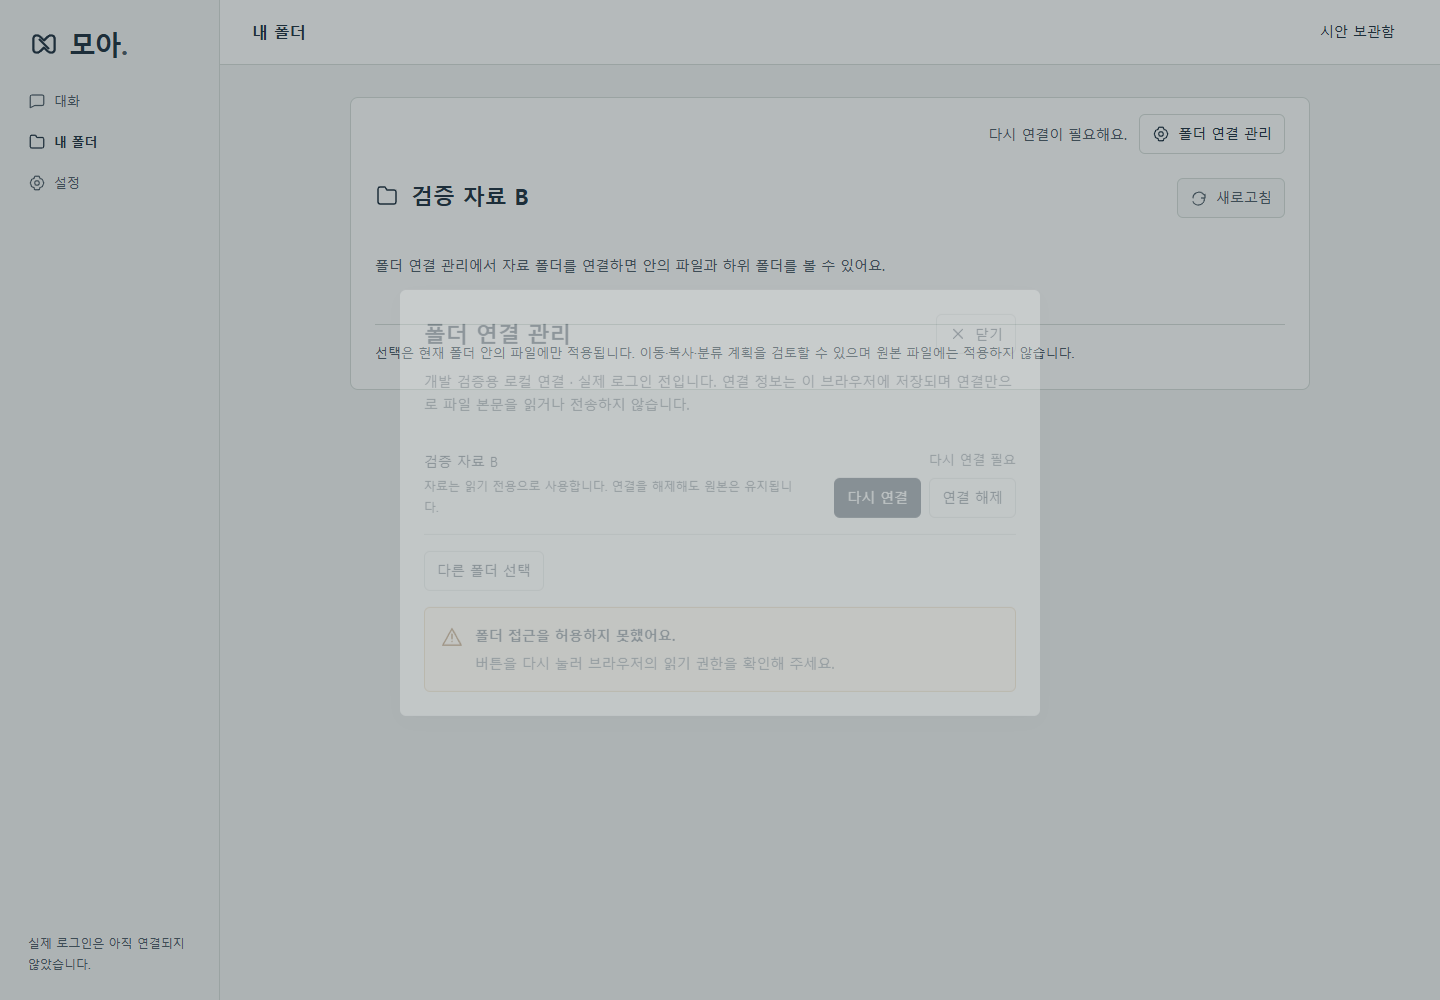 모아.
대화
내 폴더
설정
실제 로그인은 아직 연결되지
않았습니다.
내 폴더
시안 보관함
다시 연결이 필요해요.
폴더 연결 관리
검증 자료 B
새로고침
폴더 연결 관리에서 자료 폴더를 연결하면 안의 파일과 하위 폴더를 볼 수 있어요.
선택은 현재 폴더 안의 파일에만 적용됩니다. 이동·복사·분류 계획을 검토할 수 있으며 원본 파일에는 적용하지 않습니다.
폴더 연결 관리
닫기
개발 검증용 로컬 연결 · 실제 로그인 전입니다. 연결 정보는 이 브라우저에 저장되며 연결만으
로 파일 본문을 읽거나 전송하지 않습니다.
검증 자료 B
다시 연결 필요
자료는 읽기 전용으로 사용합니다. 연결을 해제해도 원본은 유지됩니
다.
다시 연결
연결 해제
다른 폴더 선택
폴더 접근을 허용하지 못했어요.
버튼을 다시 눌러 브라우저의 읽기 권한을 확인해 주세요.